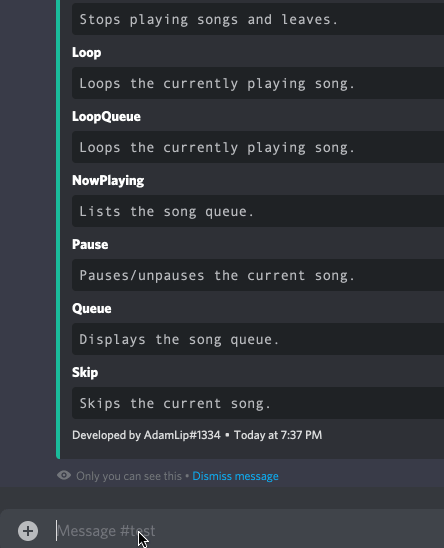 Stops playing songs and leaves.
Loop
Loops the currently playing song.
LoopQueue
Loops the currently playing song.
NowPlaying
Lists the song queue.
Pause
Pauses/unpauses the current song.
Queue
Displays the song queue.
Skip
Skips the current song.
Developed by AdamLip#1334 • Today at 7:37 PM
Only you can see this • Dismiss message
Message #test